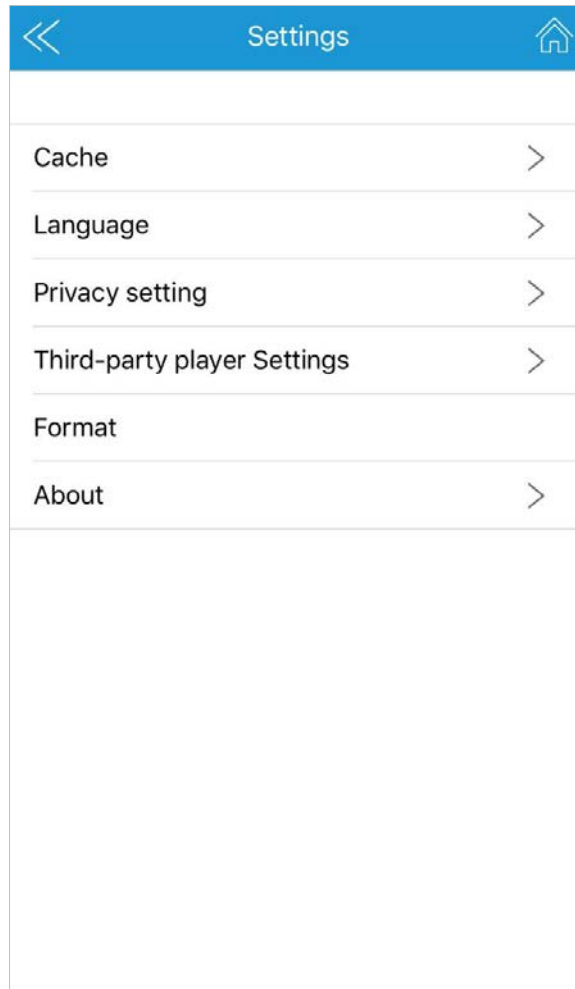 Settings
Cache
Language
Privacy setting
Third-party player Settings
Format
About